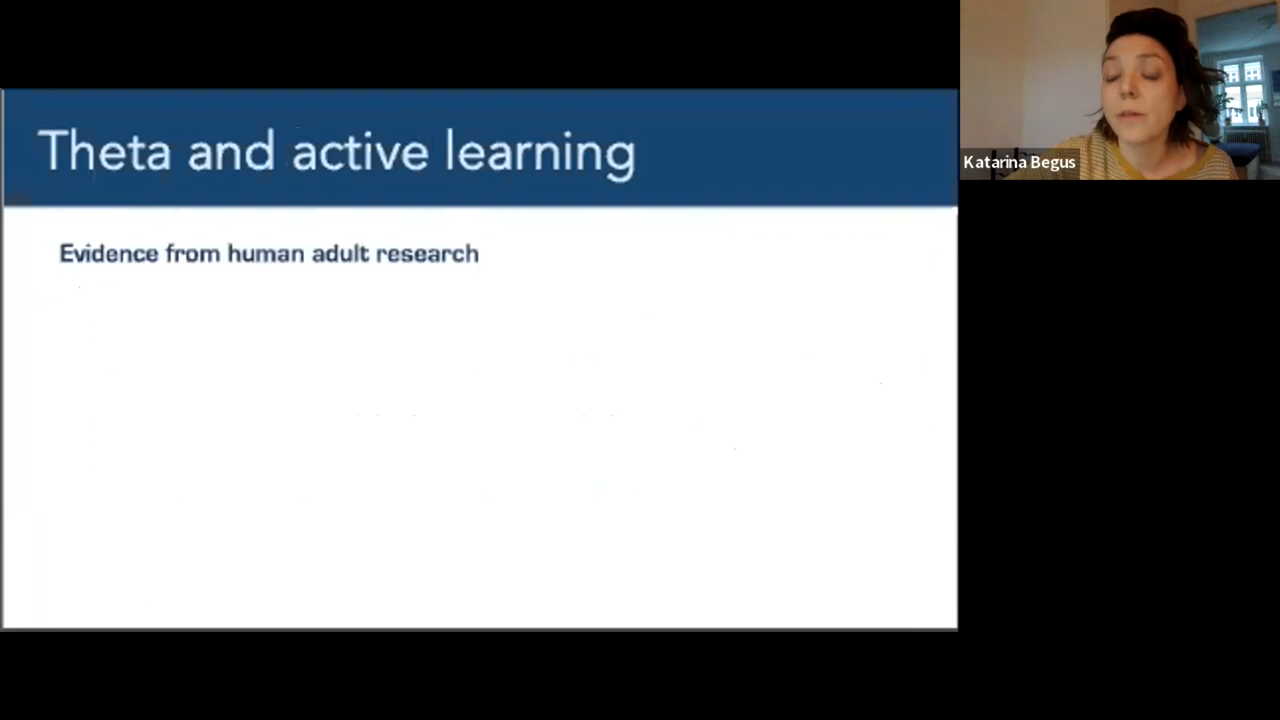 Theta and active learning
Evidence from human adult research
Katarina Begus